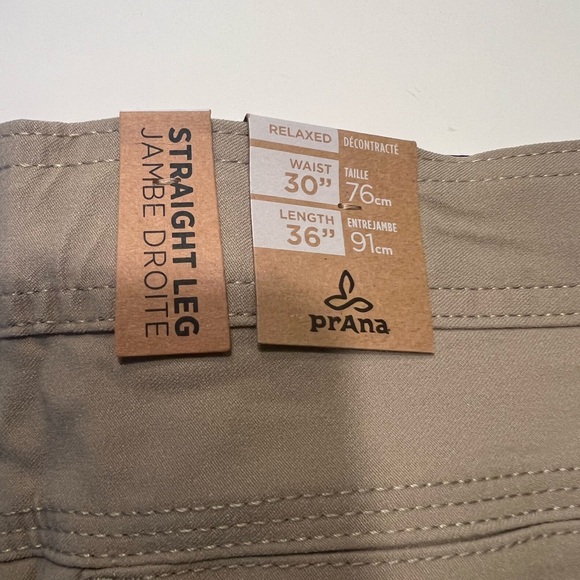 STRAIGHT LEG
JAMBE DROITE
RELAXED
DÉCONTRACTÉ
WAIST
30”
TAILLE
76cm
LENGTH
36”
ENTREJAMBE
91cm
prAna